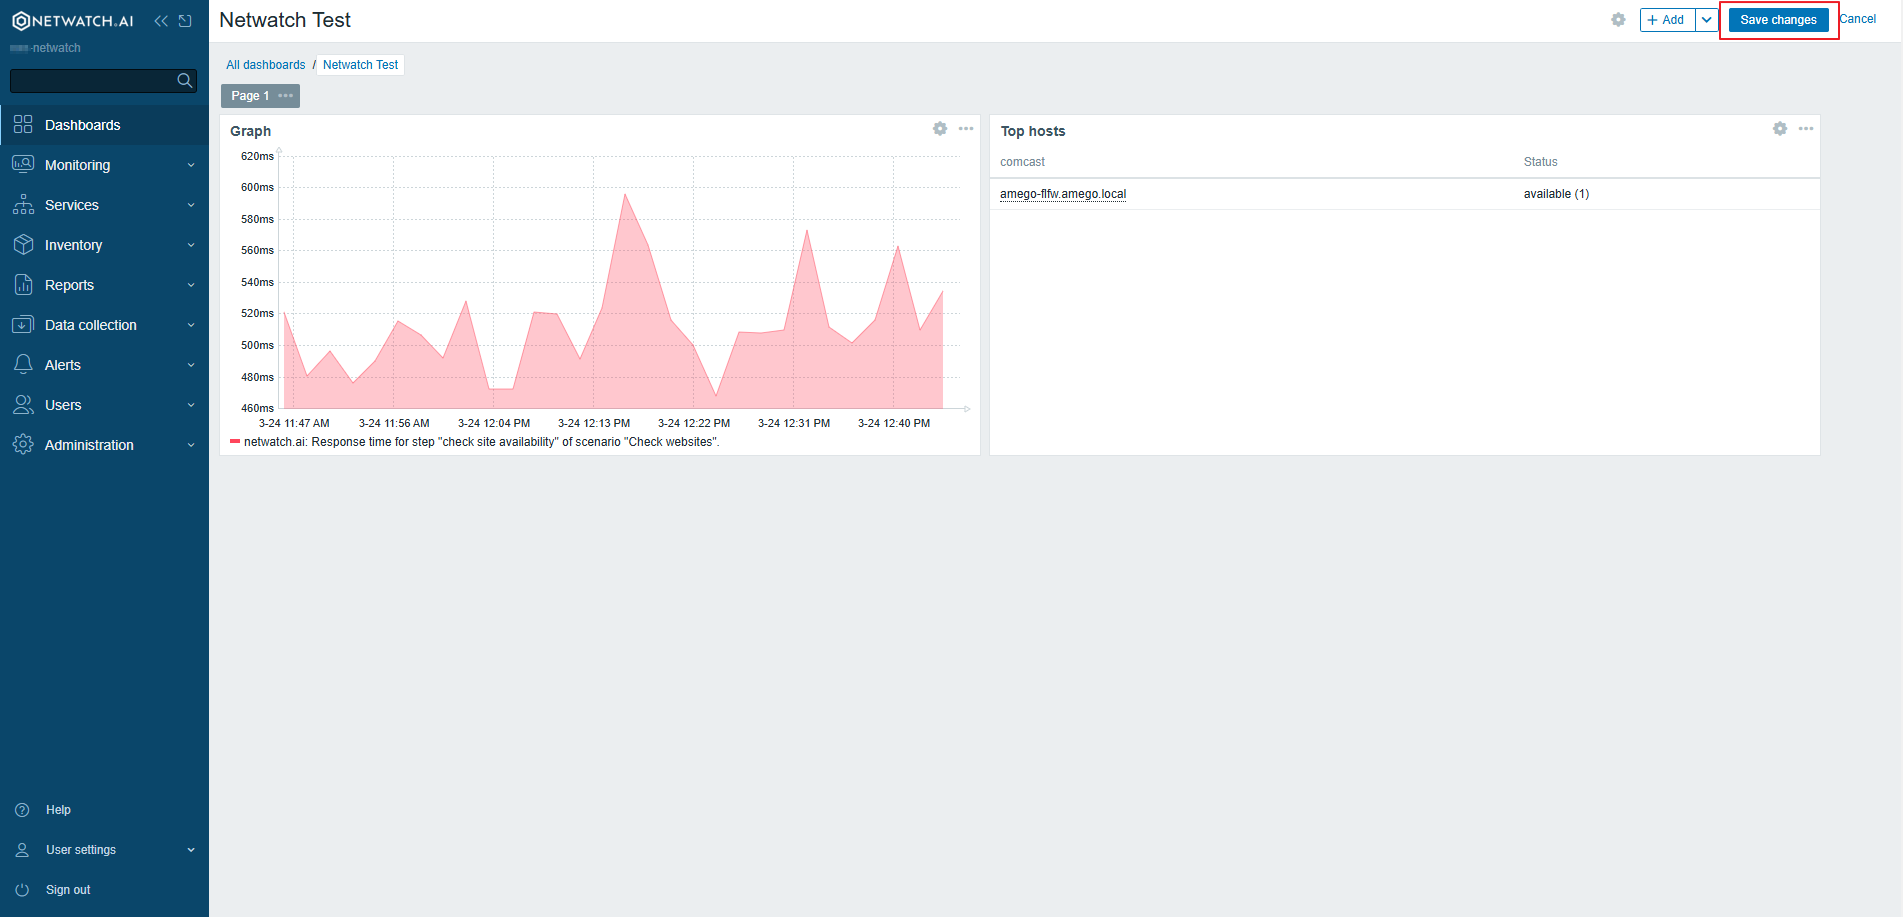 NETWATCH.AI
-netwatch
Dashboards
Monitoring
Services
Inventory
Reports
Data collection
Alerts
Users
Administration
Help
User settings
Sign out
Netwatch Test
+ Add
Save changes
Cancel
All dashboards / Netwatch Test
Page 1
Graph
620ms
600ms
580ms
560ms
540ms
520ms
500ms
480ms
460ms
3-24 11:47 AM 3-24 11:56 AM 3-24 12:04 PM 3-24 12:13 PM 3-24 12:22 PM 3-24 12:31 PM 3-24 12:40 PM
netwatch.ai: Response time for step "check site availability" of scenario "Check websites".
Top hosts
comcast Status
amego-flfw.amego.local available (1)